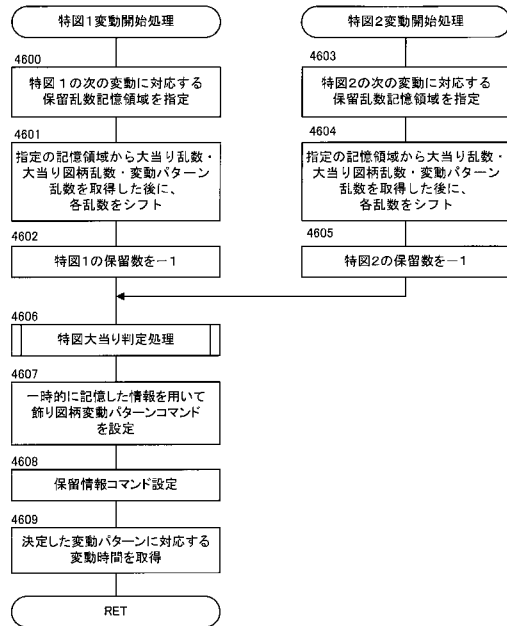 特図1変動開始処理
4600
特図1の次の変動に対応する
保留乱数記憶領域を指定
4601
指定の記憶領域から大当り乱数・
大当り図柄乱数・変動パターン
乱数を取得した後に、
各乱数をシフト
4602
特図1の保留数を－1
特図2変動開始処理
4603
特図2の次の変動に対応する
保留乱数記憶領域を指定
4604
指定の記憶領域から大当り乱数・
大当り図柄乱数・変動パターン
乱数を取得した後に、
各乱数をシフト
4605
特図2の保留数を－1
4606
特図大当り判定処理
4607
一時的に記憶した情報を用いて
飾り図柄変動パターンコマンド
を設定
4608
保留情報コマンド設定
4609
決定した変動パターンに対応する
変動時間を取得
RET